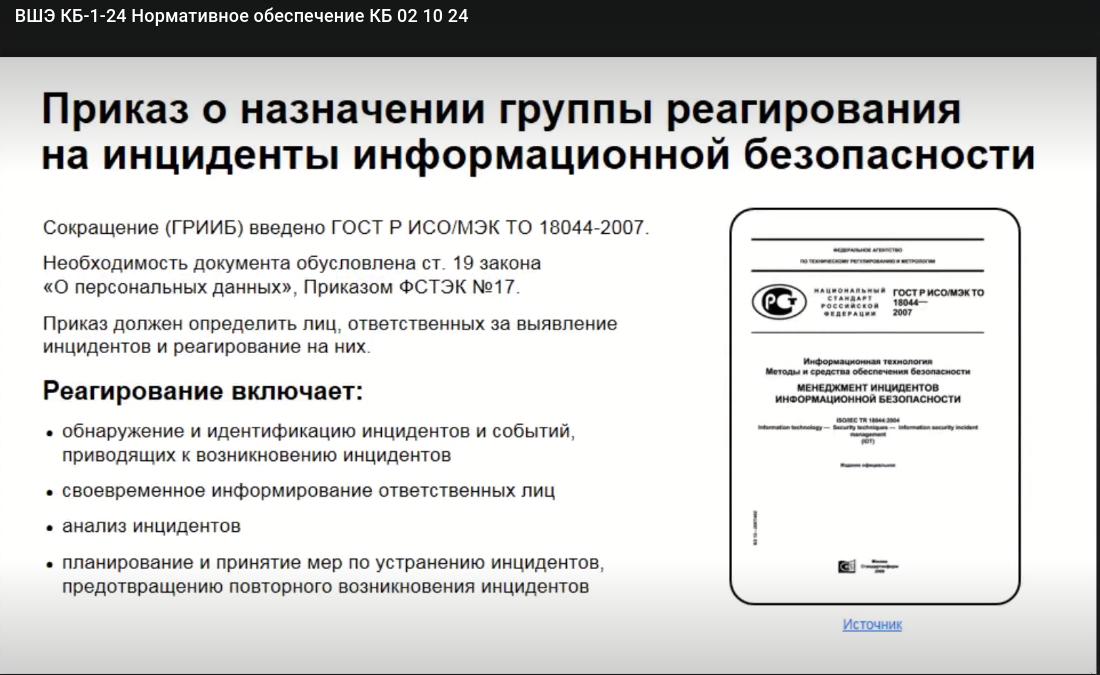 ВШЭ КБ-1-24 Нормативное обеспечение КБ 02 10 24
Приказ о назначении группы реагирования
на инциденты информационной безопасности
Сокращение (ГРИИБ) введено ГОСТ Р ИСО/МЭК ТО 18044-2007.
Необходимость документа обусловлена ст. 19 закона
«О персональных данных», Приказом ФСТЭК №17.
Приказ должен определить лиц, ответственных за выявление
инцидентов и реагирование на них.
Реагирование включает:
• обнаружение и идентификацию инцидентов и событий,
приводящих к возникновению инцидентов
• своевременное информирование ответственных лиц
• анализ инцидентов
• планирование и принятие мер по устранению инцидентов,
предотвращению повторного возникновения инцидентов
ФЕДЕРАЛЬНОЕ АГЕНТСТВО
ПО ТЕХНИЧЕСКОМУ РЕГУЛИРОВАНИЮ И МЕТРОЛОГИИ
НАЦИОНАЛЬНЫЙ
СТАНДАРТ
РОССИЙСКОЙ
ФЕДЕРАЦИИ
ГОСТ Р ИСО/МЭК ТО
18044—
2007
Информационная технология
Методы и средства обеспечения безопасности
МЕНЕДЖМЕНТ ИНЦИДЕНТОВ
ИНФОРМАЦИОННОЙ БЕЗОПАСНОСТИ
ISO/IEC TR 18044:2004
Information technology — Security techniques — Information security incident
management
(IDT)
Издание официальное
Москва
Стандартинформ
Источник